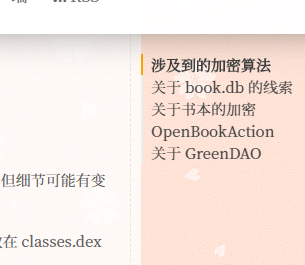 涉及到的加密算法
关于 book.db 的线索
关于书本的加密
OpenBookAction
关于 GreenDAO
但细节可能有变
在 classes.dex